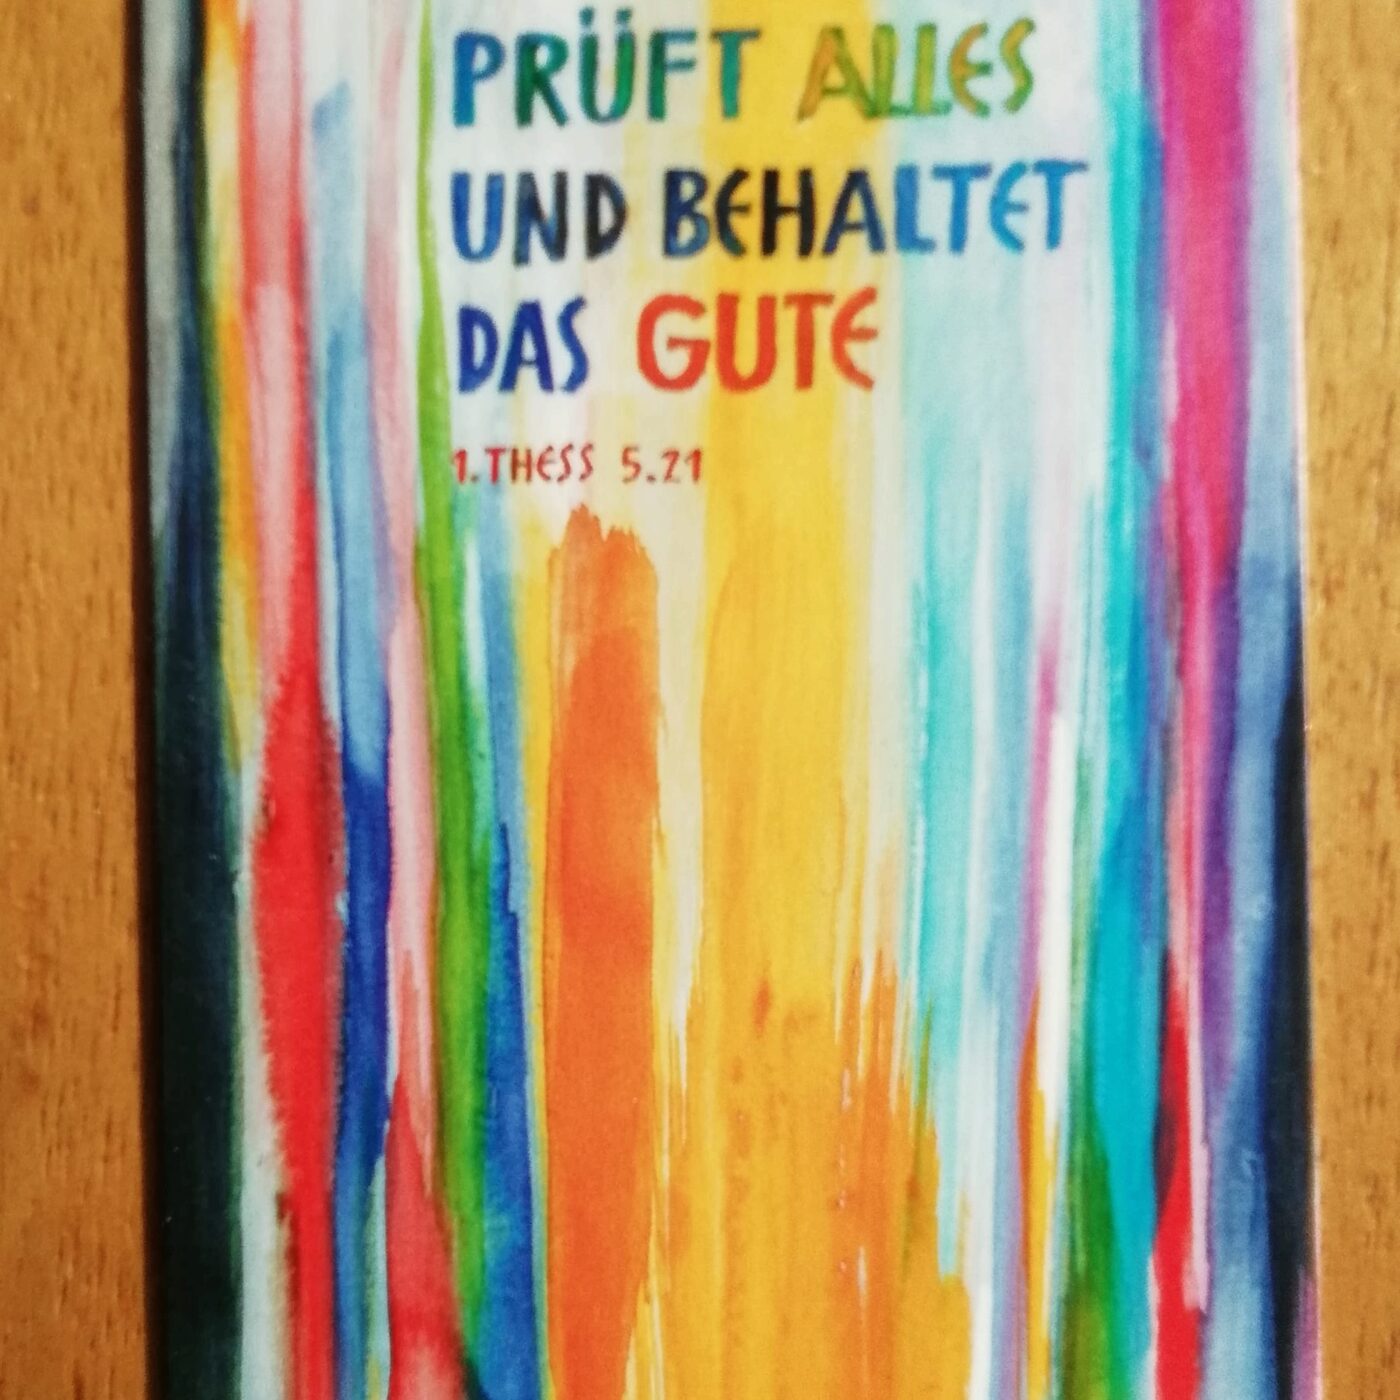 PRÜFT ALLES
UND BEHALTET
DAS GUTE
1.THESS 5.21